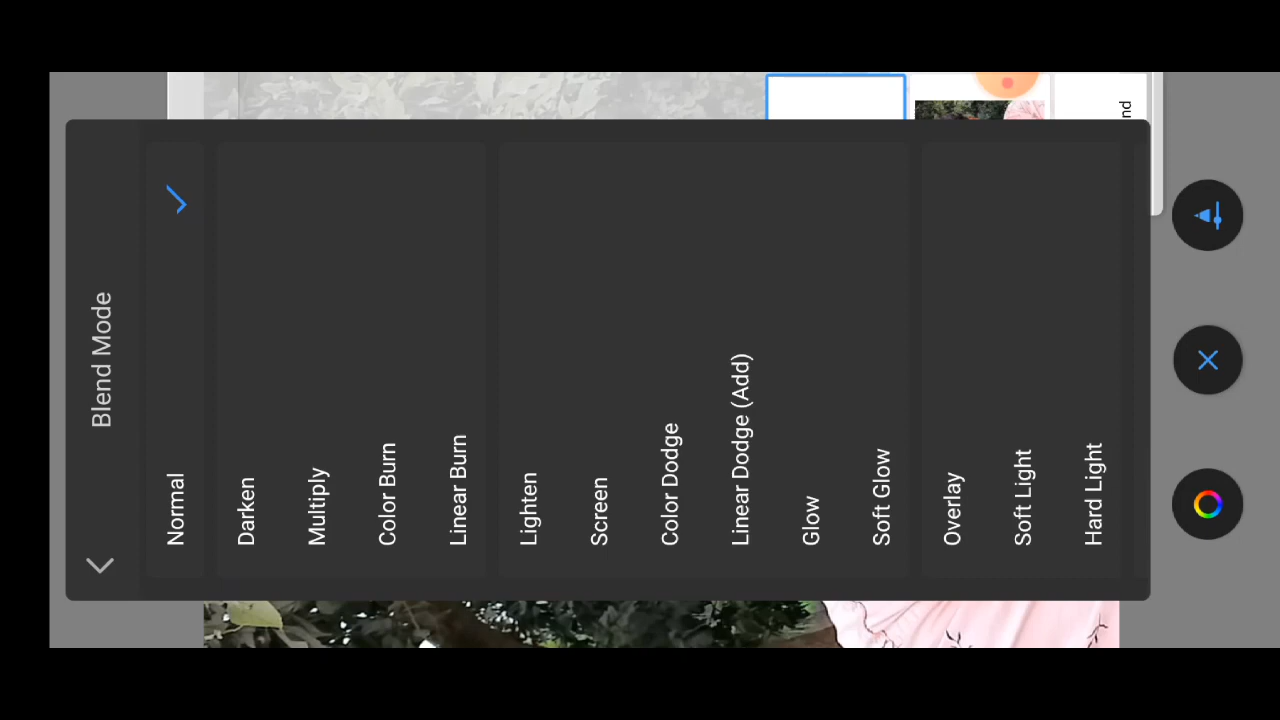 Blend Mode
Normal
Darken
Multiply
Color Burn
Linear Burn
Lighten
Screen
Color Dodge
Linear Dodge (Add)
Glow
Soft Glow
Overlay
Soft Light
Hard Light